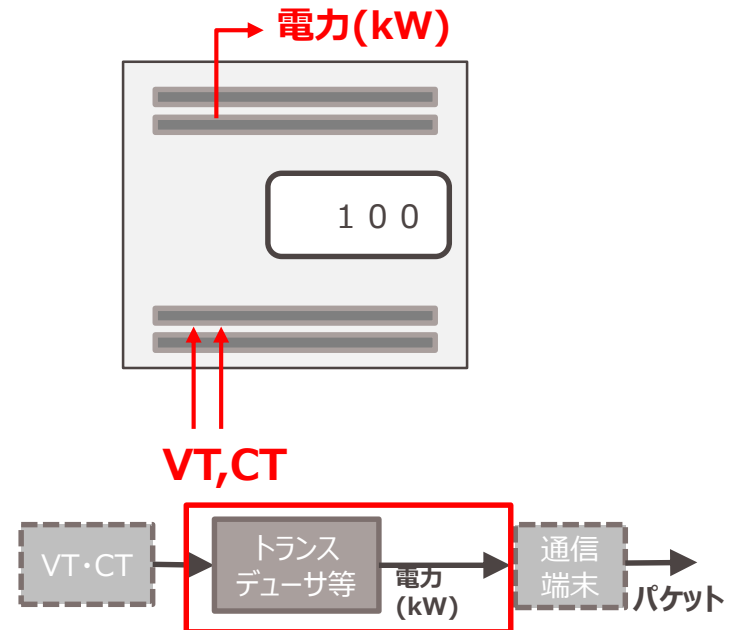 電力(kW)
１００
VT,CT
VT・CT
トランス
デューサ等
電力
(kW)
通信
端末
パケット